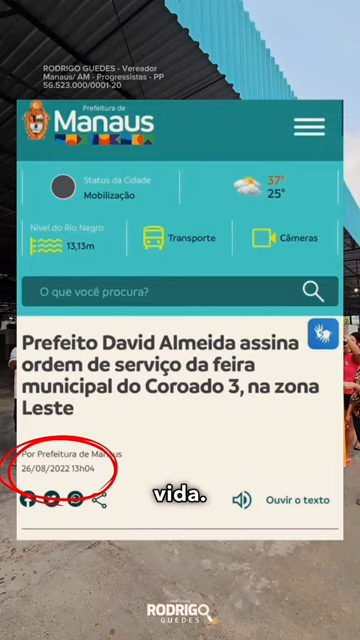 RODRIGO GUEDES - Vereador
Manaus/ AM - Progressistas - PP
56.523.000/0001-20
Prefeitura de
Manaus
Status da Cidade
Mobilização
37°
25°
Nível do Rio Negro
13,13m
Transporte
Câmeras
O que você procura?
Prefeito David Almeida assina
ordem de serviço da feira
municipal do Coroado 3, na zona
Leste
Por Prefeitura de Manaus
26/08/2022 13h04
vida.
Ouvir o texto
RODRIGO
GUEDES